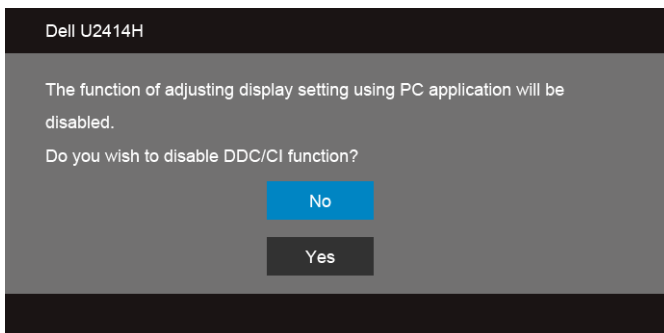 Dell U2414H
The function of adjusting display setting using PC application will be
disabled.
Do you wish to disable DDC/CI function?
No
Yes